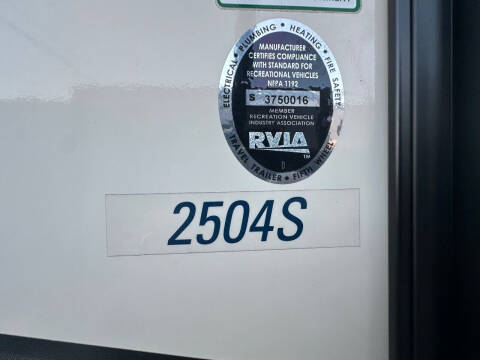 ELECTRICAL • PLUMBING • HEATING • FIRE SAFETY
MANUFACTURER
CERTIFIES COMPLIANCE
WITH STANDARD FOR
RECREATIONAL VEHICLES
NFPA 1192
S 3750016
MEMBER
RECREATION VEHICLE
INDUSTRY ASSOCIATION
RVIA
TM
D
TRAVEL TRAILER • FIFTH WHEEL
2504S